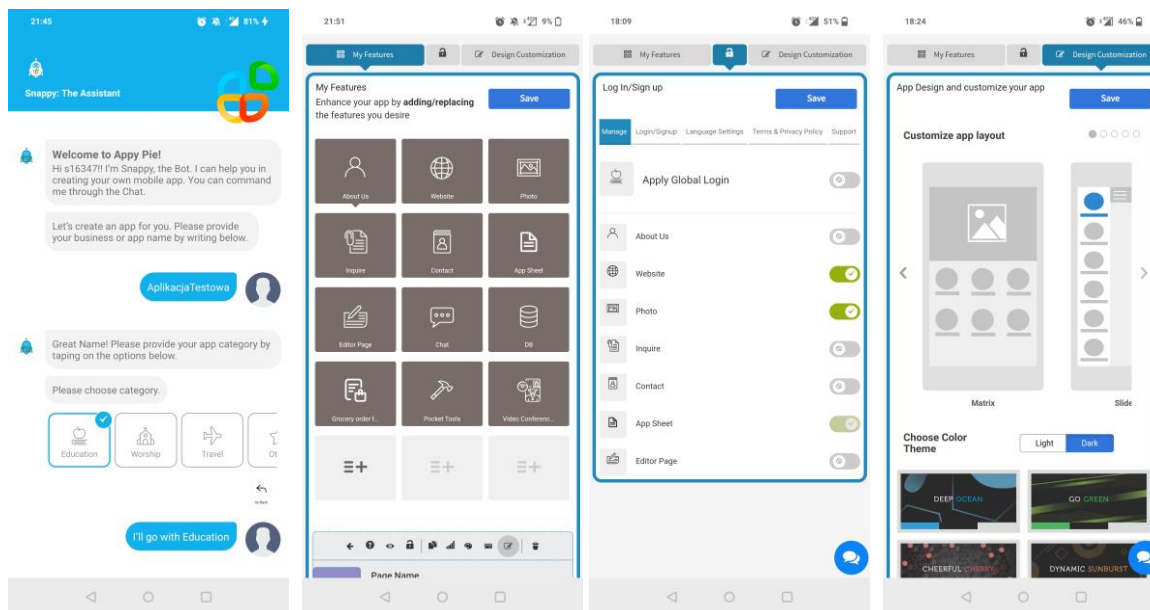 21:45
81%
Snappy: The Assistant
Welcome to Appy Pie!
Hi s16347!! I'm Snappy, the Bot. I can help you in
creating your own mobile app. You can command
me through the Chat.
Let's create an app for you. Please provide
your business or app name by writing below.
AplikacjaTestowa
Great Name! Please provide your app category by
taping on the options below.
Please choose category.
Education
Worship
Travel
Ot
I'll go with Education
21:51
9%
My Features
Design Customization
My Features
Enhance your app by adding/replacing
the features you desire
Save
About Us
Website
Photo
Inquire
Contact
App Sheet
Editor Page
Chat
DB
Grocery order f...
Pocket Tools
Video Conferenc...
Page Name
18:09
51%
My Features
Design Customization
Log In/Sign up
Save
Manage
Login/Signup
Language Settings
Terms & Privacy Policy
Support
Apply Global Login
About Us
Website
Photo
Inquire
Contact
App Sheet
Editor Page
18:24
46%
My Features
Design Customization
App Design and customize your app
Save
Customize app layout
Matrix
Slide
Choose Color
Theme
Light
Dark
DEEP OCEAN
GO GREEN
CHEERFUL CHERRY
DYNAMIC SUNBURST